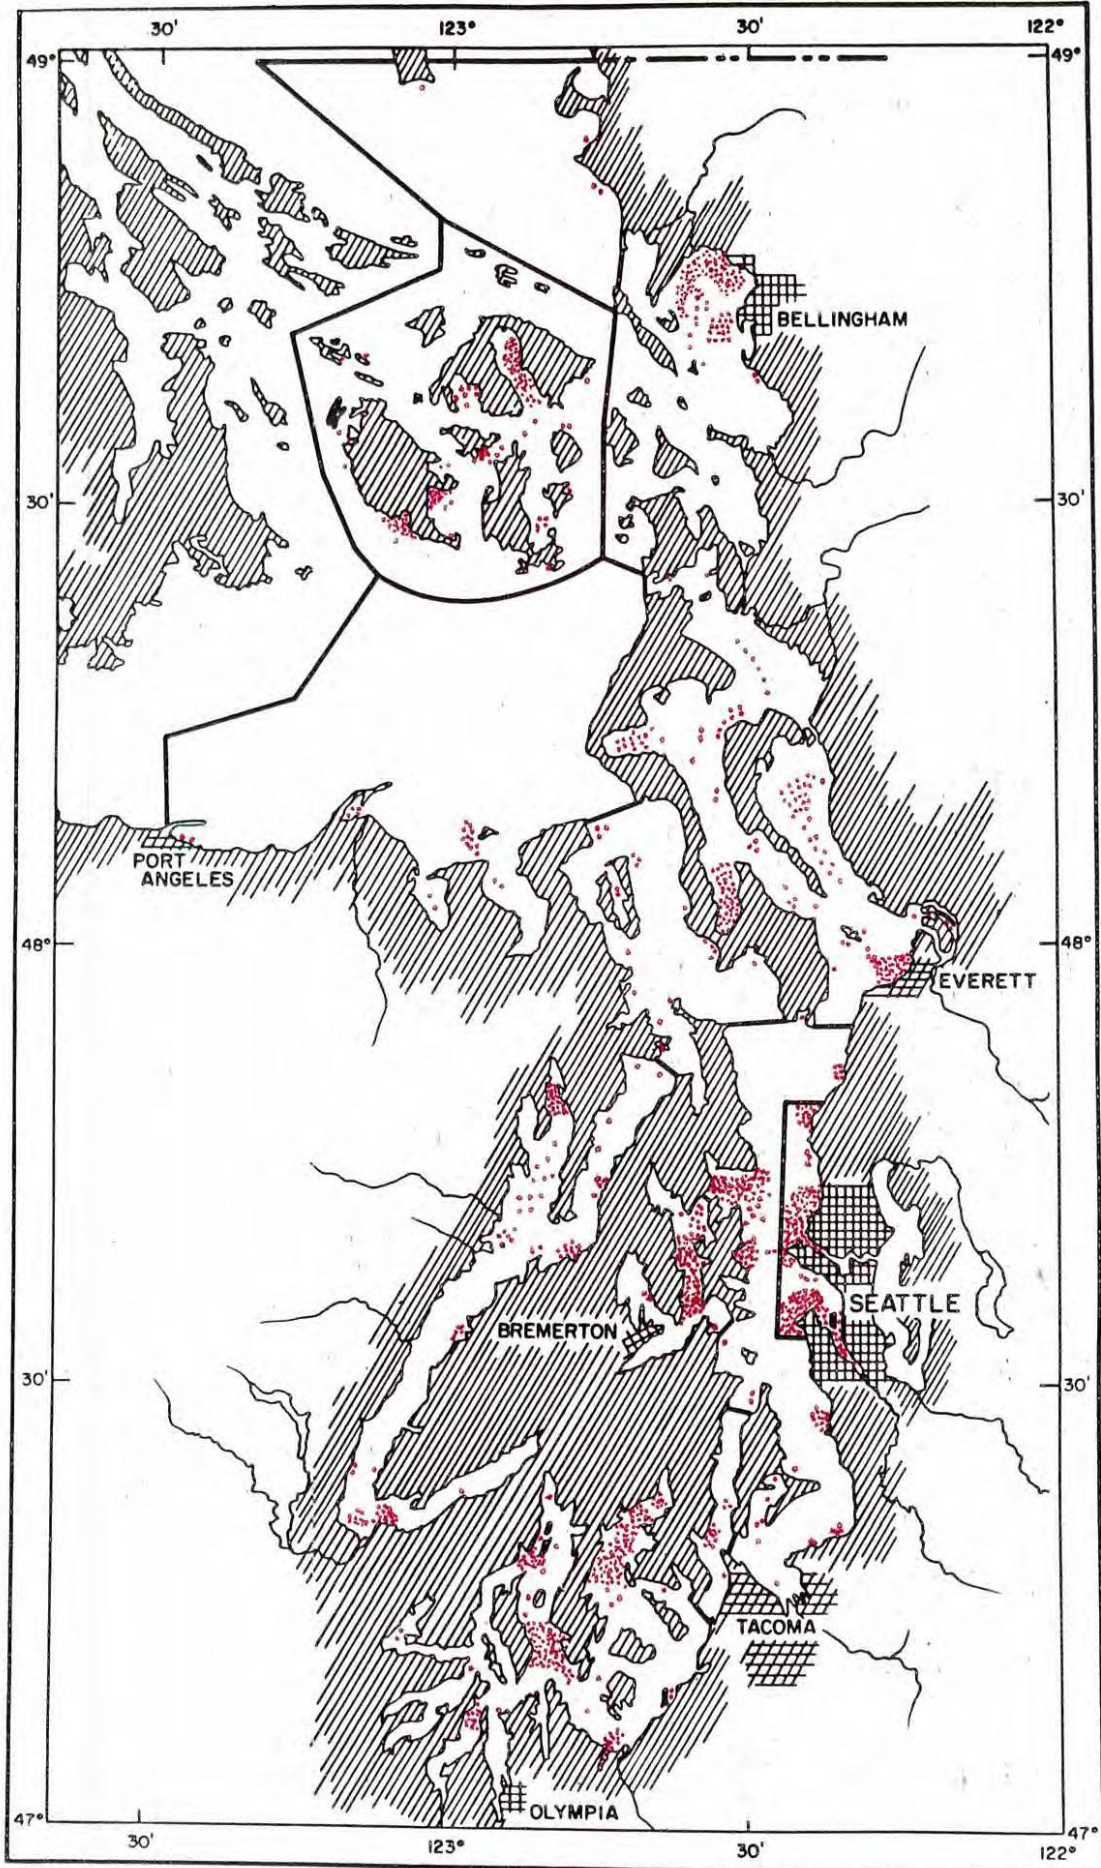 30' 123° 30' 122°
49° 49°
BELLINGHAM
30' 30'
PORT
ANGELES
48° 48°
EVERETT
SEATTLE
BREMERTON
30' 30'
TACOMA
OLYMPIA
47° 47°
30' 123° 30' 122°